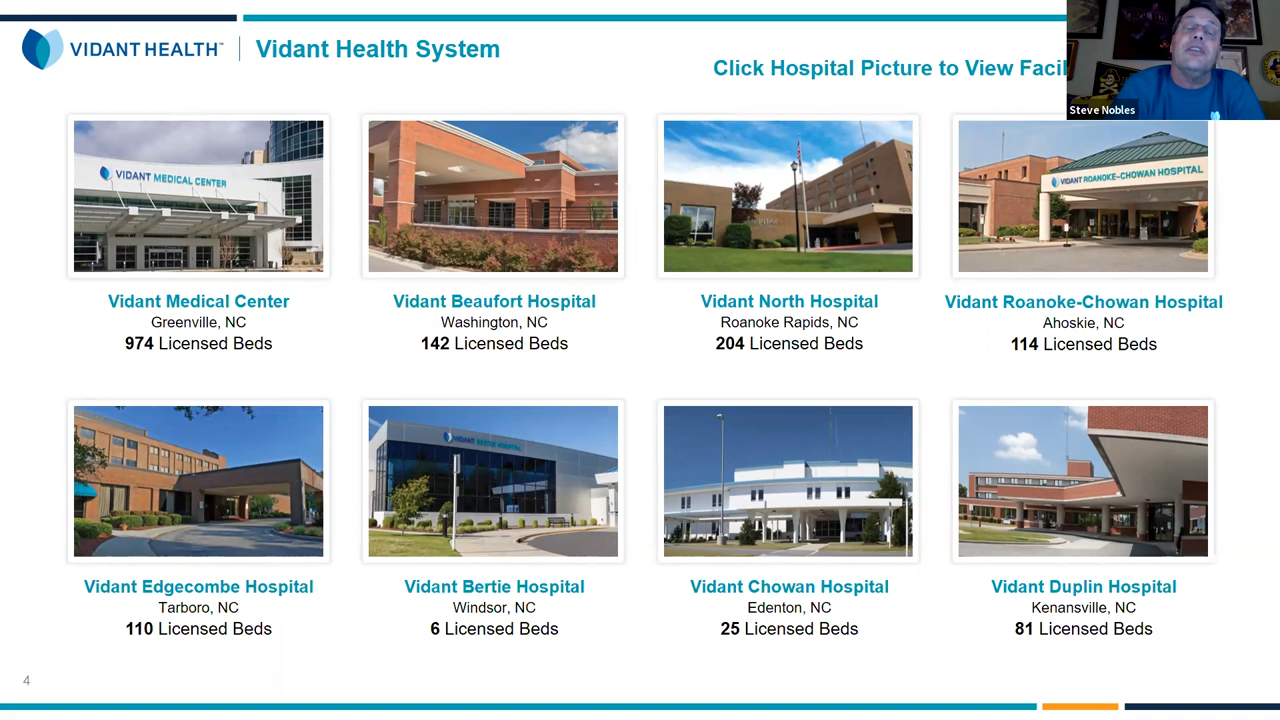 VIDANT HEALTH™
Vidant Health System
Click Hospital Picture to View Facil
Steve Nobles
VIDANT MEDICAL CENTER
VIDANT ROANOKE-CHOWAN HOSPITAL
Vidant Medical Center
Greenville, NC
974 Licensed Beds
Vidant Beaufort Hospital
Washington, NC
142 Licensed Beds
Vidant North Hospital
Roanoke Rapids, NC
204 Licensed Beds
Vidant Roanoke-Chowan Hospital
Ahoskie, NC
114 Licensed Beds
VIDANT BERTIE HOSPITAL
Vidant Edgecombe Hospital
Tarboro, NC
110 Licensed Beds
Vidant Bertie Hospital
Windsor, NC
6 Licensed Beds
Vidant Chowan Hospital
Edenton, NC
25 Licensed Beds
Vidant Duplin Hospital
Kenansville, NC
81 Licensed Beds
4